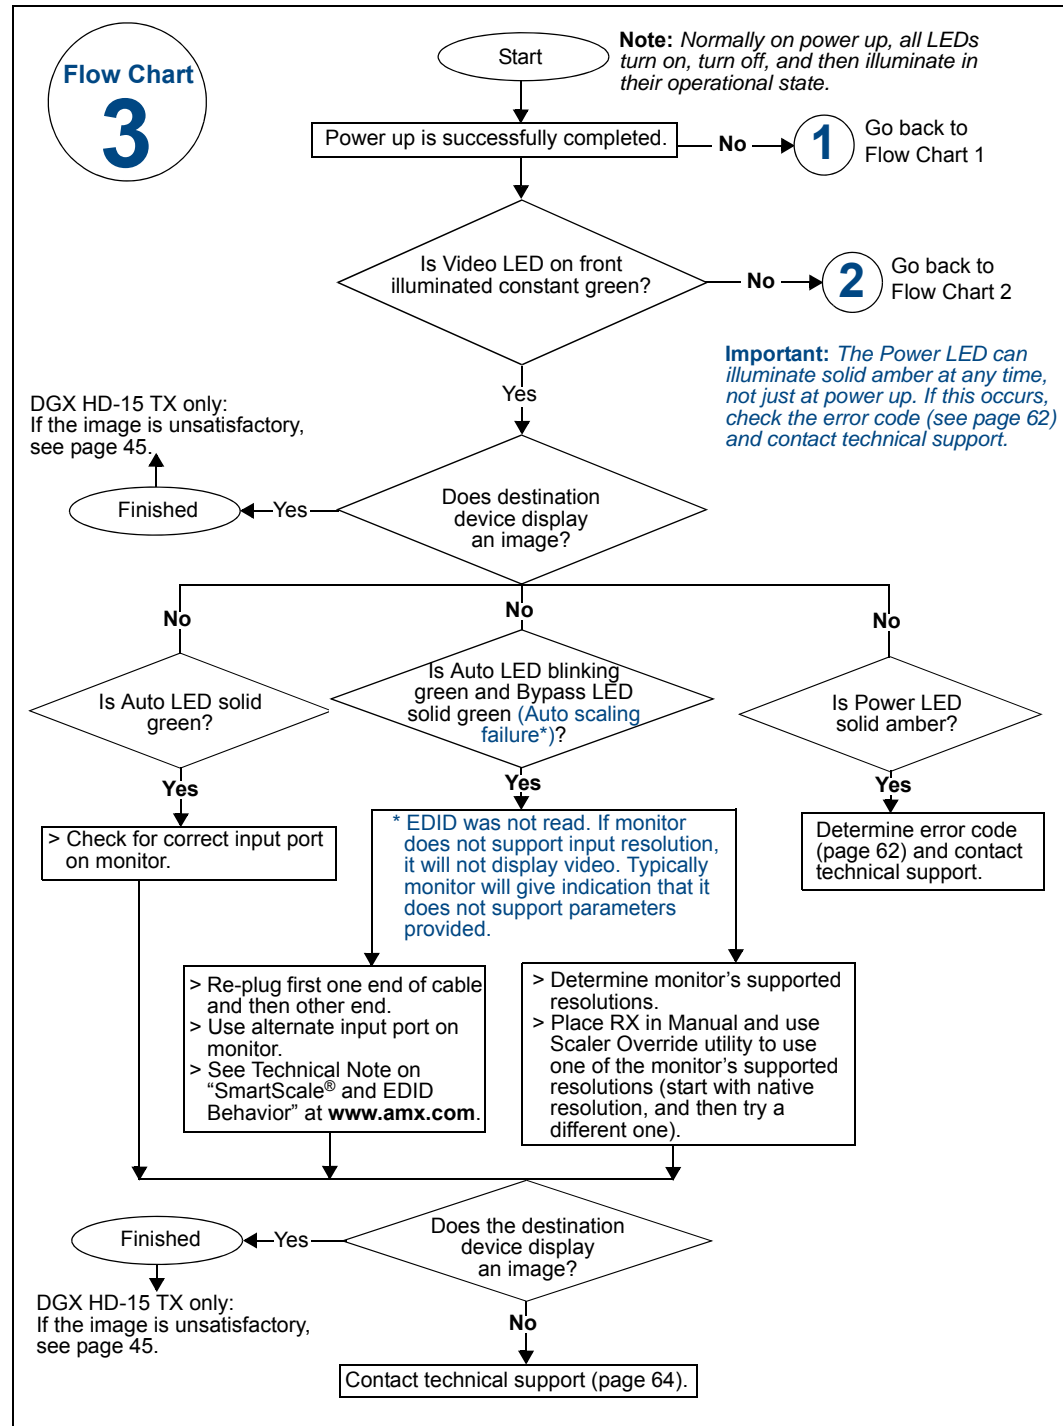 Flow Chart
3
Start
Note: Normally on power up, all LEDs
turn on, turn off, and then illuminate in
their operational state.
Power up is successfully completed.
No
1
Go back to
Flow Chart 1
Is Video LED on front
illuminated constant green?
No
2
Go back to
Flow Chart 2
Important: The Power LED can
illuminate solid amber at any time,
not just at power up. If this occurs,
check the error code (see page 62)
and contact technical support.
Yes
DGX HD-15 TX only:
If the image is unsatisfactory,
see page 45.
Finished
Yes
Does destination
device display
an image?
No
No
No
Is Auto LED solid
green?
Is Auto LED blinking
green and Bypass LED
solid green (Auto scaling
failure*)?
Is Power LED
solid amber?
Yes
Yes
Yes
> Check for correct input port
on monitor.
* EDID was not read. If monitor
does not support input resolution,
it will not display video. Typically
monitor will give indication that it
does not support parameters
provided.
Determine error code
(page 62) and contact
technical support.
> Re-plug first one end of cable
and then other end.
> Use alternate input port on
monitor.
> See Technical Note on
“SmartScale® and EDID
Behavior” at www.amx.com.
> Determine monitor’s supported
resolutions.
> Place RX in Manual and use
Scaler Override utility to use
one of the monitor’s supported
resolutions (start with native
resolution, and then try a
different one).
Finished
Yes
Does the destination
device display
an image?
DGX HD-15 TX only:
If the image is unsatisfactory,
see page 45.
No
Contact technical support (page 64).